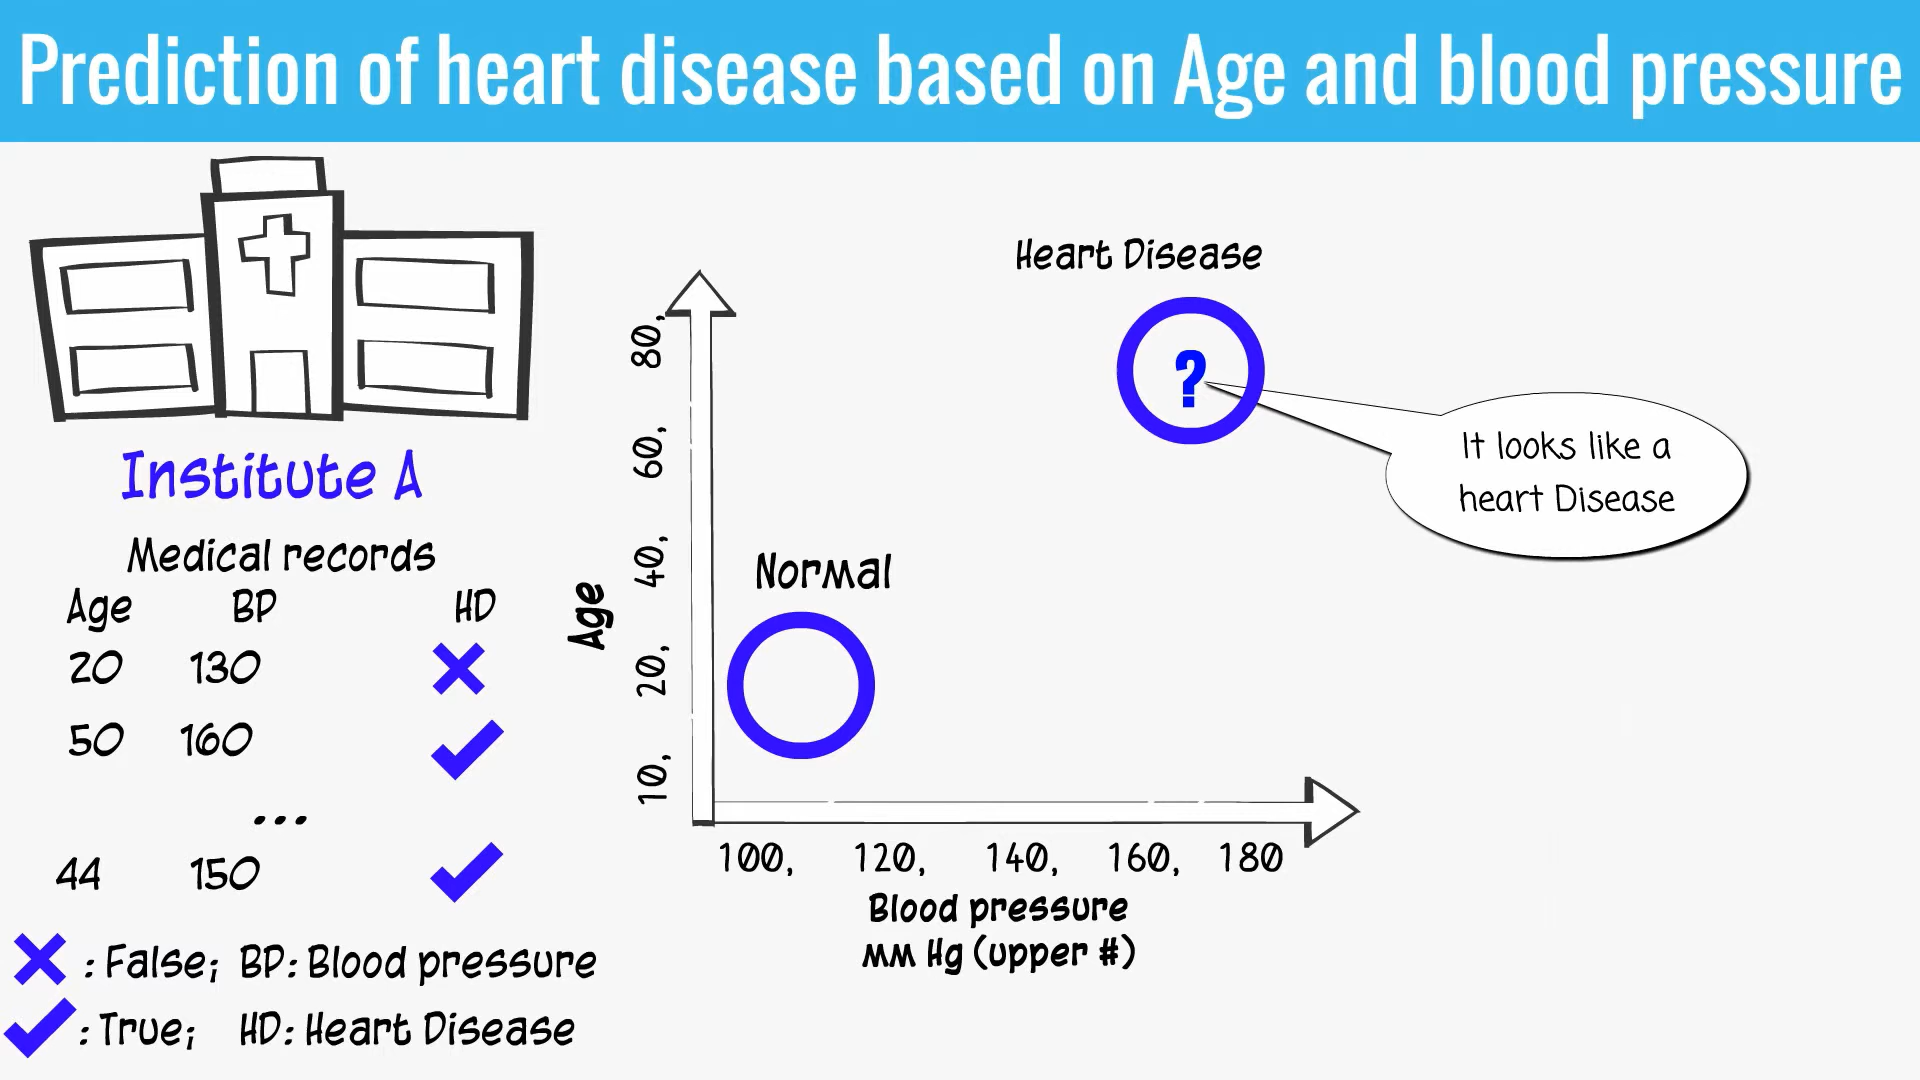 Prediction of heart disease based on Age and blood pressure
Institute A
Medical records
Age BP HD
20 130
50 160
...
44 150
: False; BP: Blood pressure
: True; HD: Heart Disease
Heart Disease
?
It looks like a
heart Disease
Normal
Age
80,
60,
40,
20,
10,
100, 120, 140, 160, 180
Blood pressure
mm Hg (upper #)